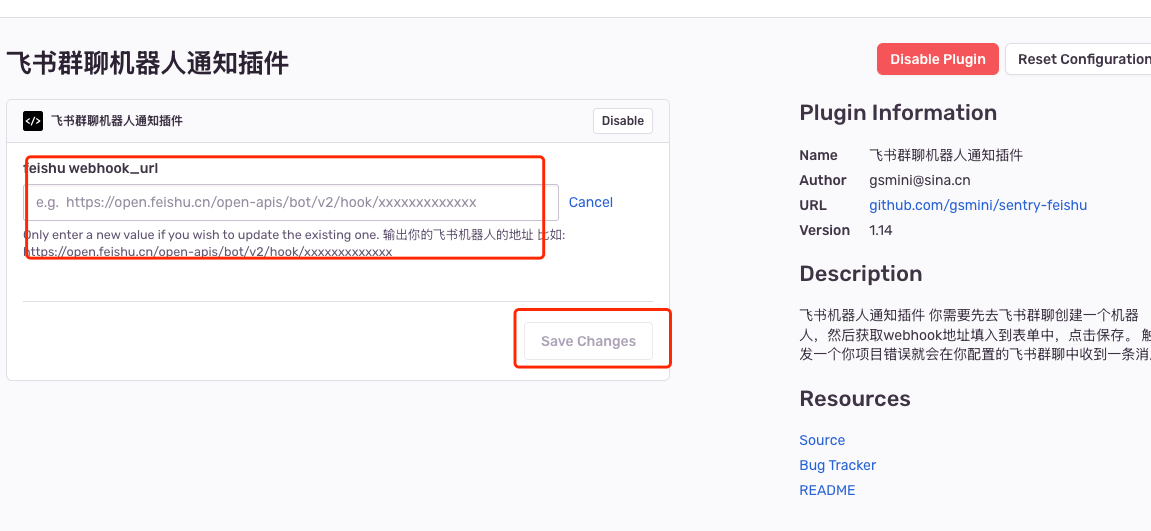 飞书群聊机器人通知插件
Disable Plugin
Reset Configuration
</> 飞书群聊机器人通知插件
Disable
feishu webhook_url
e.g. https://open.feishu.cn/open-apis/bot/v2/hook/xxxxxxxxxxxxx
Cancel
Only enter a new value if you wish to update the existing one. 输出你的飞书机器人的地址 比如:
https://open.feishu.cn/open-apis/bot/v2/hook/xxxxxxxxxxxxx
Save Changes
Plugin Information
Name 飞书群聊机器人通知插件
Author gsmini@sina.cn
URL github.com/gsmini/sentry-feishu
Version 1.14
Description
飞书机器人通知插件 你需要先去飞书群聊创建一个机器
人，然后获取webhook地址填入到表单中，点击保存。 触
发一个你项目错误就会在你配置的飞书群聊中收到一条消
Resources
Source
Bug Tracker
README